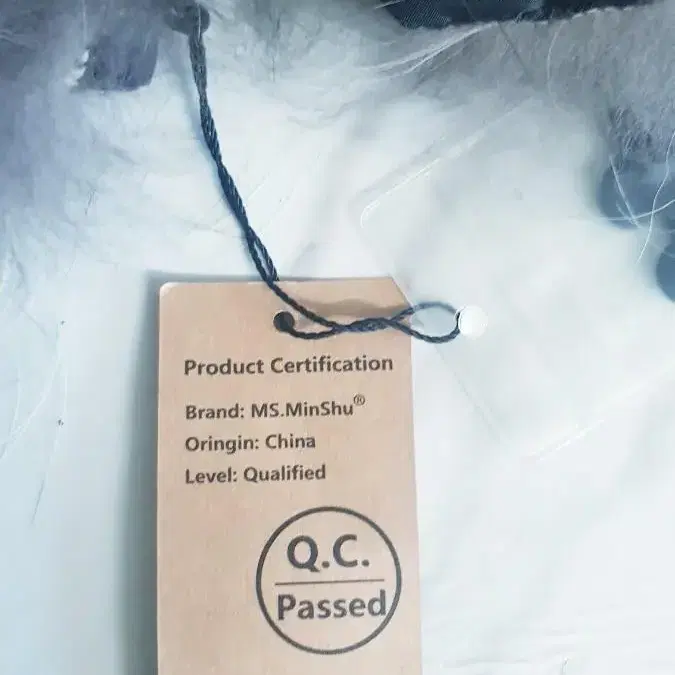 Product Certification
Brand: MS.MinShu®
Oringin: China
Level: Qualified
Q.C.
Passed